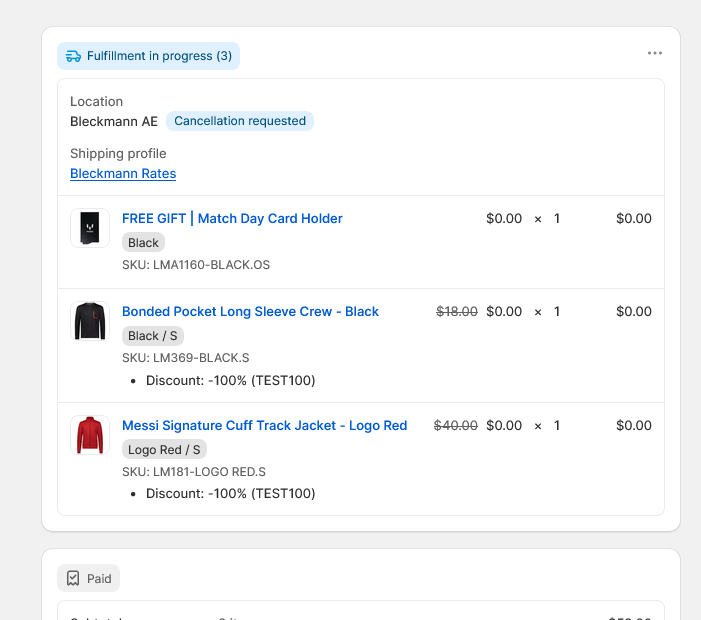 Fulfillment in progress (3)
Location
Bleckmann AE Cancellation requested
Shipping profile
Bleckmann Rates
FREE GIFT | Match Day Card Holder $0.00 × 1 $0.00
Black
SKU: LMA1160-BLACK.OS
Bonded Pocket Long Sleeve Crew - Black $18.00 $0.00 × 1 $0.00
Black / S
SKU: LM369-BLACK.S
• Discount: -100% (TEST100)
Messi Signature Cuff Track Jacket - Logo Red $40.00 $0.00 × 1 $0.00
Logo Red / S
SKU: LM181-LOGO RED.S
• Discount: -100% (TEST100)
Paid